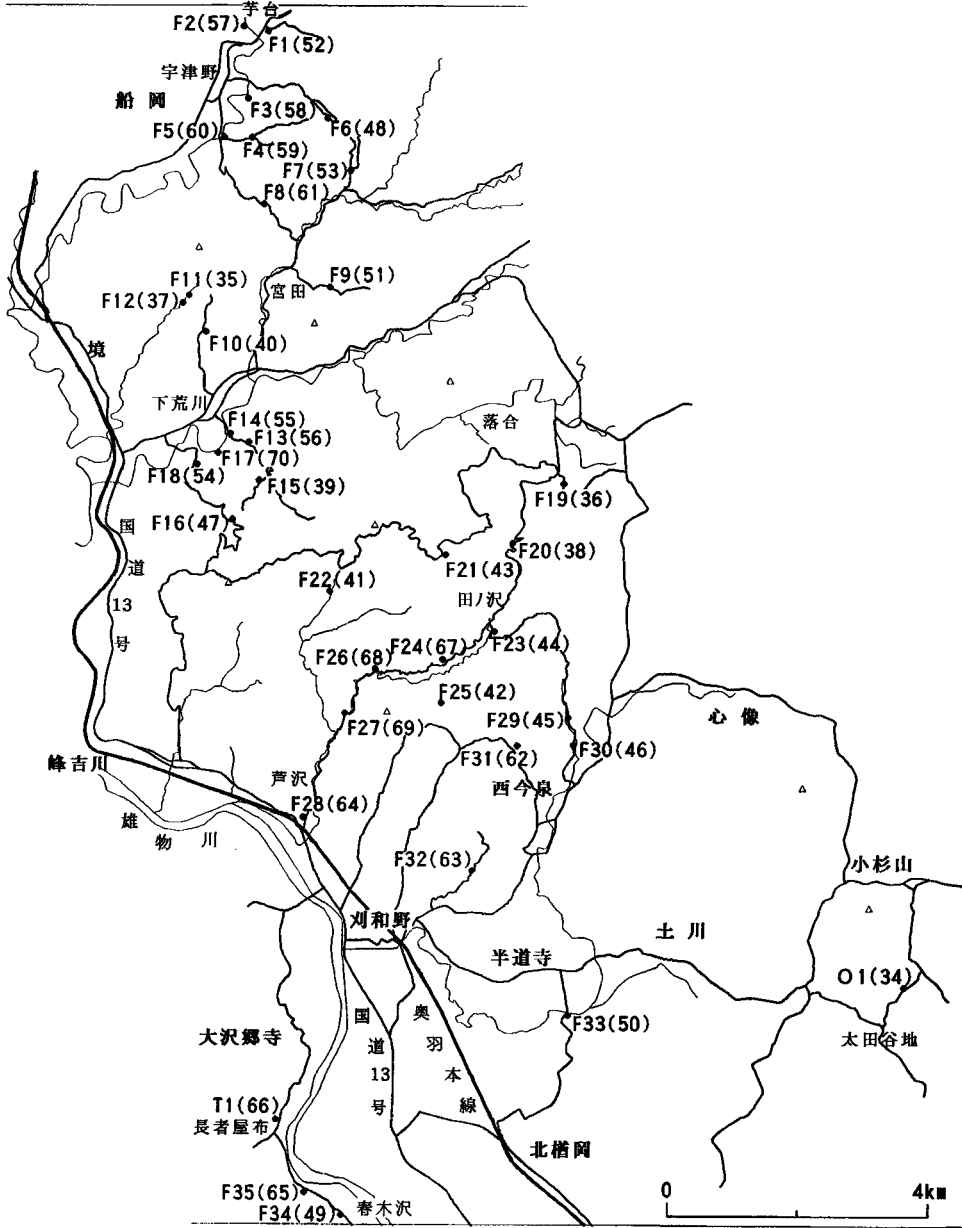 芋台
F2(57)
F1(52)
宇津野
船岡
F3(58)
F6(48)
F5(60)
F4(59)
F7(53)
F8(61)
F11(35)
宮田
F9(51)
F12(37)
F10(40)
境
下荒川
F14(55)
落合
F13(56)
F17(70)
F18(54)
F15(39)
F19(36)
F16(47)
国道13号
F20(38)
F21(43)
F22(41)
田ノ沢
F24(67)
F23(44)
F26(68)
F25(42)
F27(69)
F29(45)
心像
F31(62)
F30(46)
峰吉川
芦沢
西今泉
F28(64)
雄物川
F32(63)
小杉山
刈和野
土川
半道寺
O1(34)
大沢郷寺
国道13号
奥羽本線
F33(50)
太田谷地
T1(66)
長者屋布
北楢岡
F35(65)
春木沢
F34(49)
0
4km